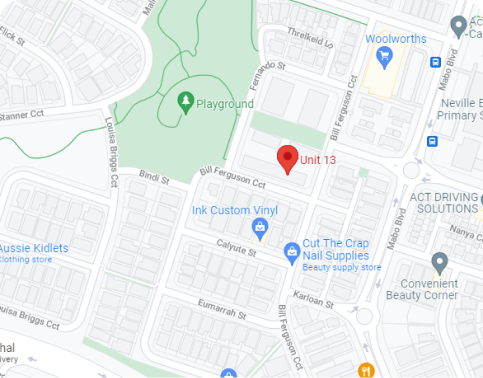 Threlkeld Lo
Ac
-Ca
Mabo Blvd
Woolworths
Flick St
Fernando St
Bill Ferguson Cct
Playground
Neville B
Primary S
Stanner Cct
Louisa Briggs Cct
Unit 13
Bindi St
Bill Ferguson Cct
ACT DRIVING
SOLUTIONS
Ink Custom Vinyl
Mabo Blvd
Nanya C
Aussie Kidlets
Clothing store
Calyute St
Cut The Crap
Nail Supplies
Beauty supply store
Convenient
Beauty Corner
Karloan St
Eumarrah St
ouisa Briggs Cct
Bill Ferguson Cct
hal
ivery